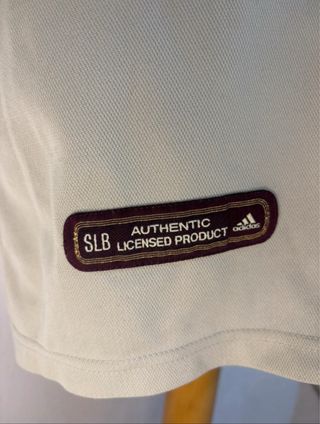 SLB
AUTHENTIC
LICENSED PRODUCT
adidas